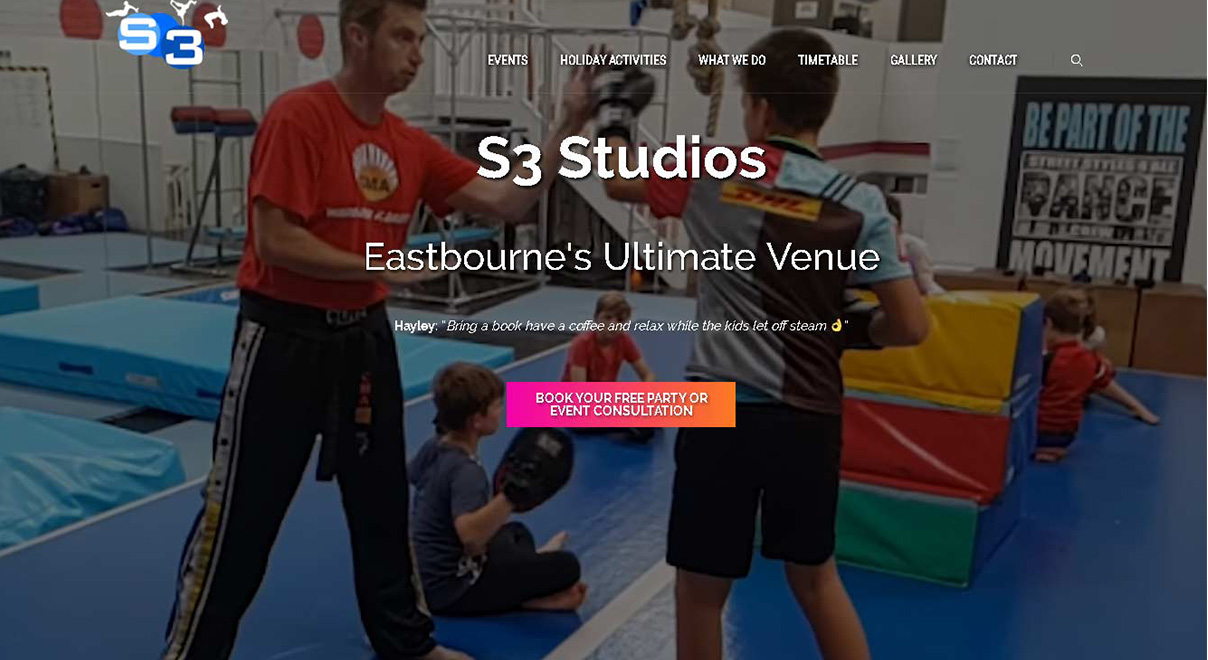 S3
EVENTS HOLIDAY ACTIVITIES WHAT WE DO TIMETABLE GALLERY CONTACT
BE PART OF THE
STREET STYLES
DANCE
MOVEMENT
S3 Studios
DHL
Eastbourne's Ultimate Venue
Hayley: "Bring a book have a coffee and relax while the kids let off steam 👌"
BOOK YOUR FREE PARTY OR
EVENT CONSULTATION